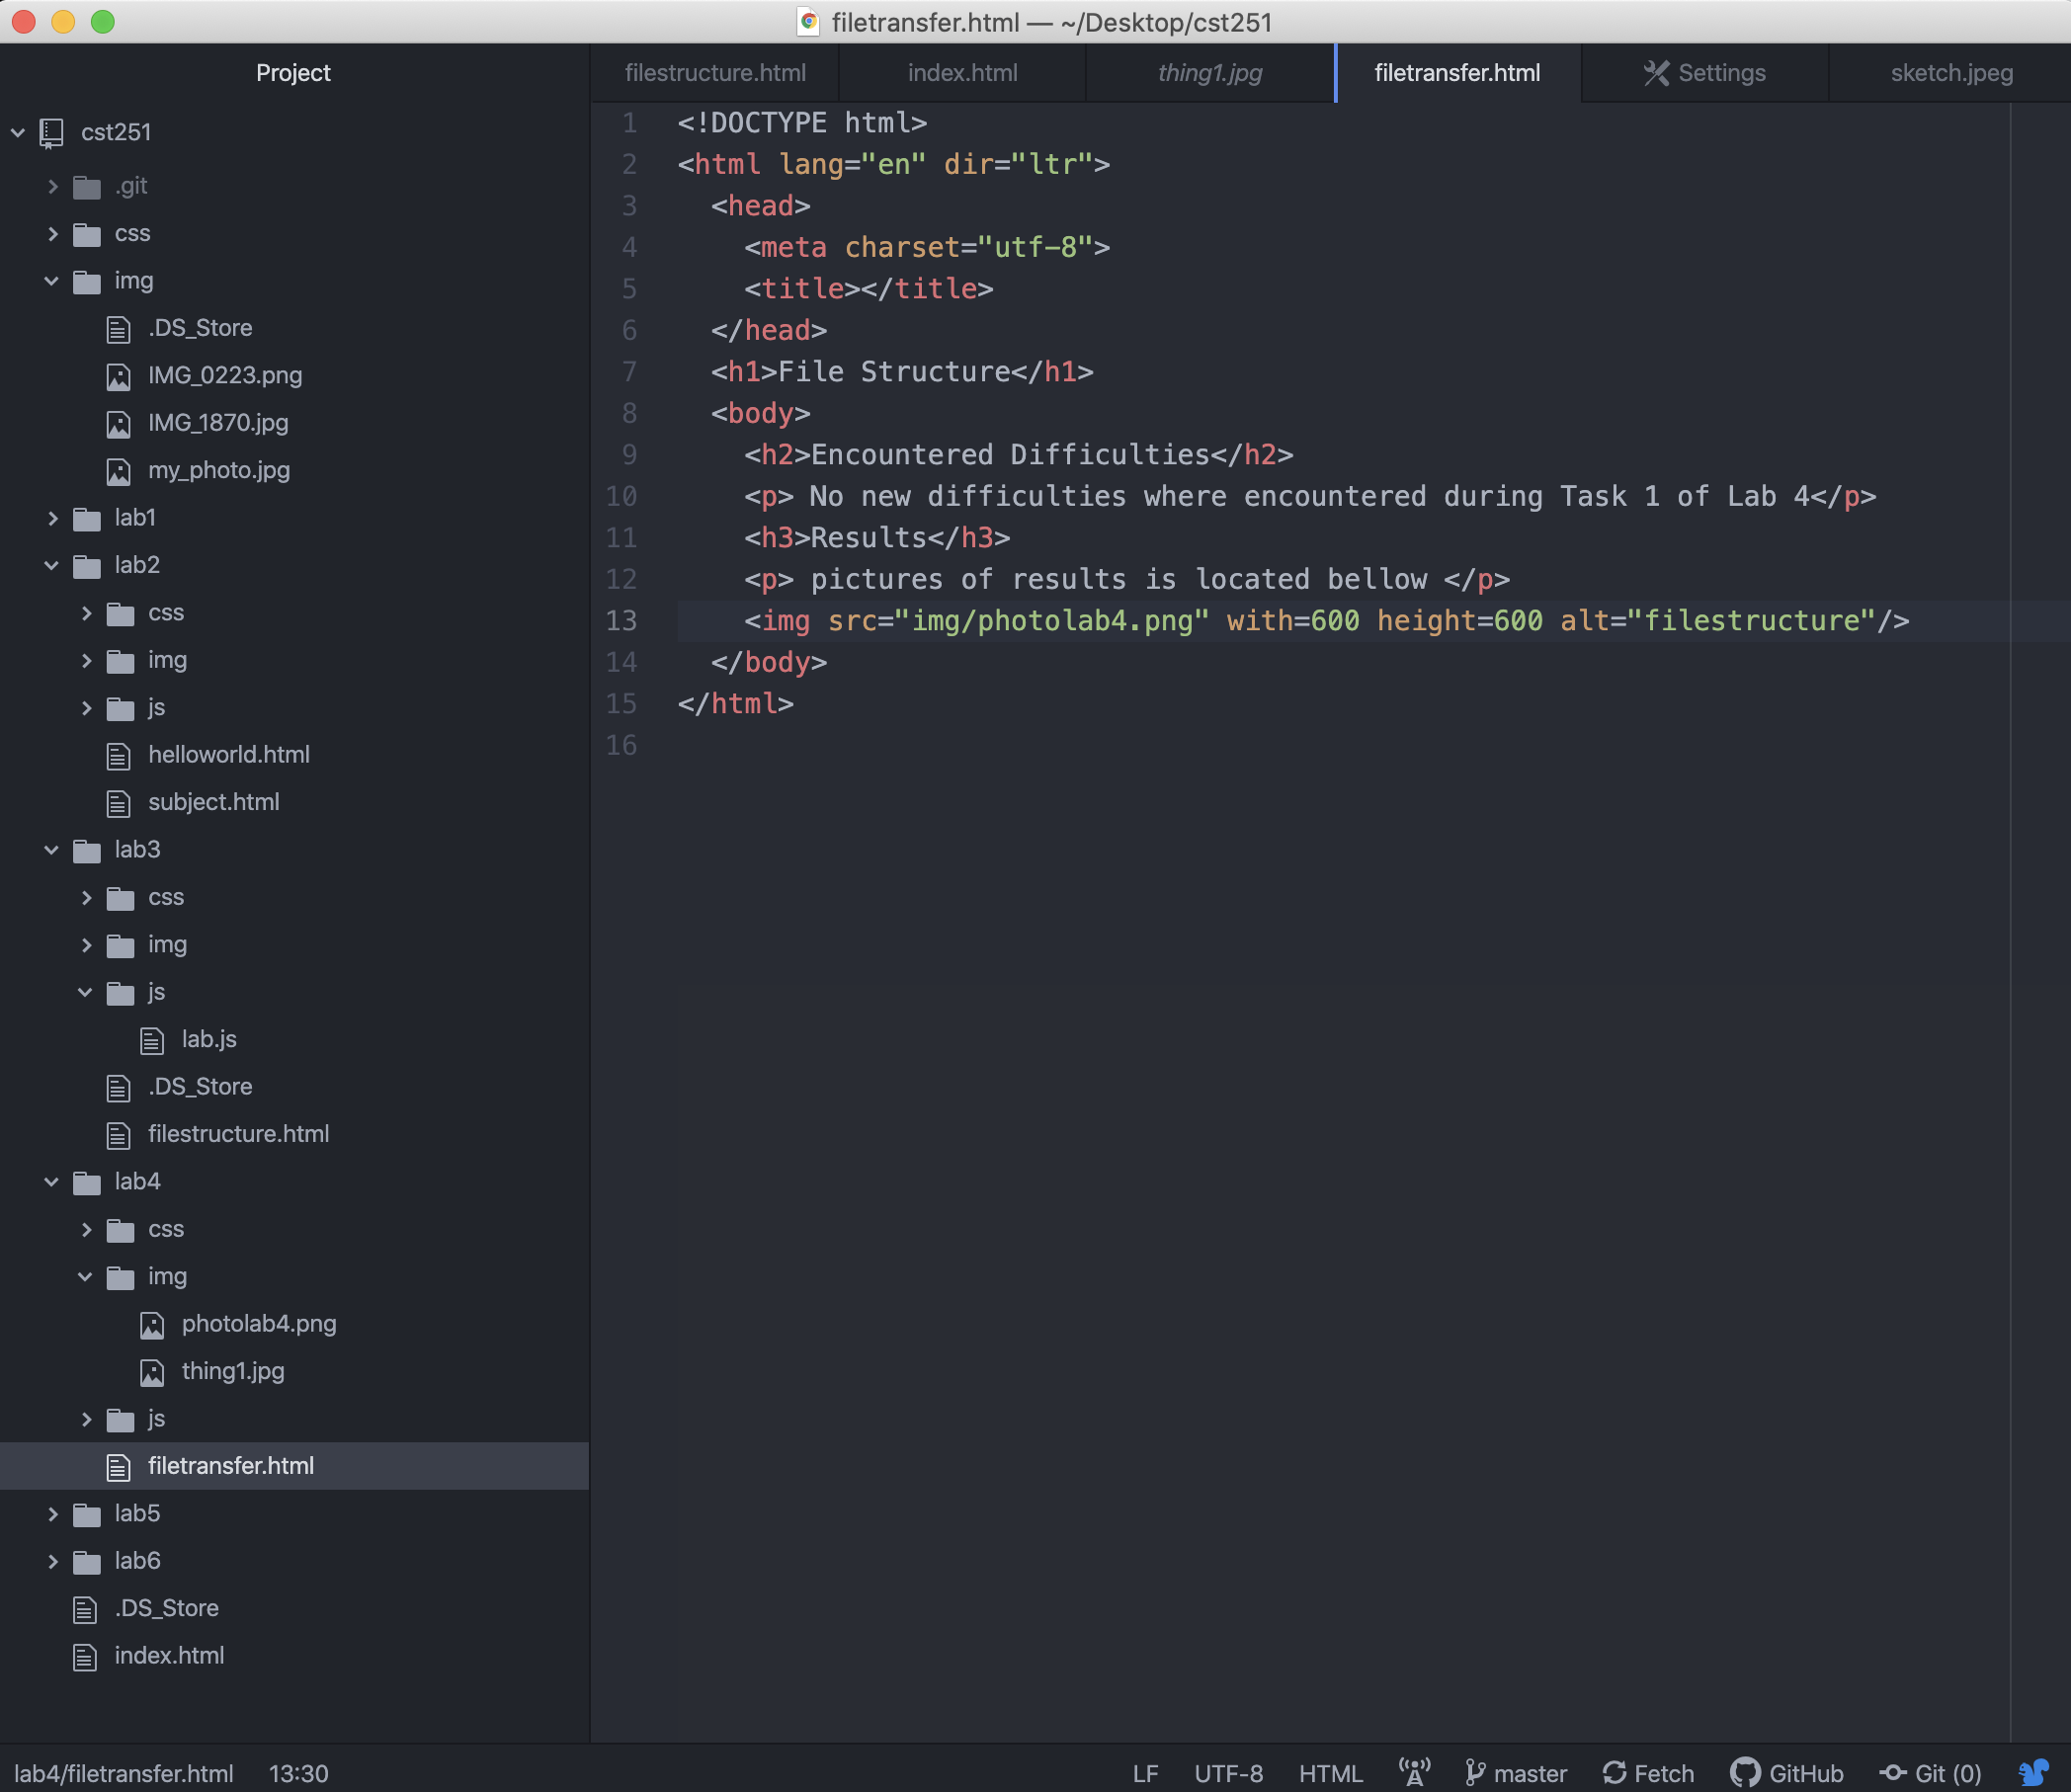 filetransfer.html — ~/Desktop/cst251
Project
filestructure.html
index.html
thing1.jpg
filetransfer.html
Settings
sketch.jpeg
cst251
.git
css
img
.DS_Store
IMG_0223.png
IMG_1870.jpg
my_photo.jpg
lab1
lab2
css
img
js
helloworld.html
subject.html
lab3
css
img
js
lab.js
.DS_Store
filestructure.html
lab4
css
img
photolab4.png
thing1.jpg
js
filetransfer.html
lab5
lab6
.DS_Store
index.html
1 <!DOCTYPE html>
2 <html lang="en" dir="ltr">
3 <head>
4 <meta charset="utf-8">
5 <title></title>
6 </head>
7 <h1>File Structure</h1>
8 <body>
9 <h2>Encountered Difficulties</h2>
10 <p> No new difficulties where encountered during Task 1 of Lab 4</p>
11 <h3>Results</h3>
12 <p> pictures of results is located bellow </p>
13 <img src="img/photolab4.png" with=600 height=600 alt="filestructure"/>
14 </body>
15 </html>
16
lab4/filetransfer.html 13:30 LF UTF-8 HTML master Fetch GitHub Git (0)